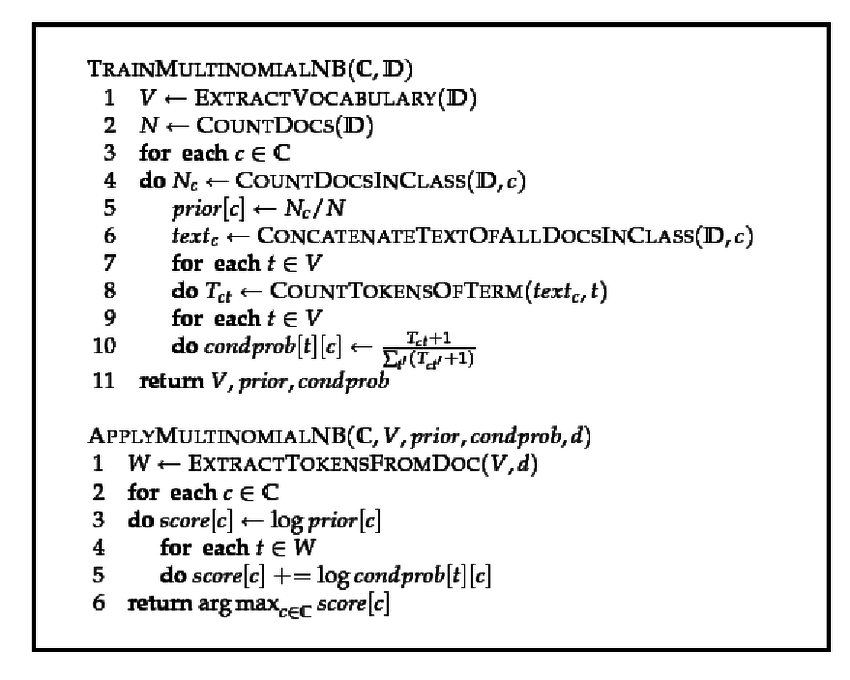 TRAINMULTINOMIALNB(ℂ, 𝔻)
1 V ← EXTRACTVOCABULARY(𝔻)
2 N ← COUNTDOCS(𝔻)
3 for each c ∈ ℂ
4 do N_c ← COUNTDOCSINCLASS(𝔻, c)
5 prior[c] ← N_c/N
6 text_c ← CONCATENATETEXTOFALLDOCSINCLASS(𝔻, c)
7 for each t ∈ V
8 do T_ct ← COUNTTOKENSOFTERM(text_c, t)
9 for each t ∈ V
10 do condprob[t][c] ← (T_ct+1)/(∑_t′(T_ct′+1))
11 return V, prior, condprob
APPLYMULTINOMIALNB(ℂ, V, prior, condprob, d)
1 W ← EXTRACTTOKENSFROMDOC(V, d)
2 for each c ∈ ℂ
3 do score[c] ← log prior[c]
4 for each t ∈ W
5 do score[c] += log condprob[t][c]
6 return arg max_c∈ℂ score[c]